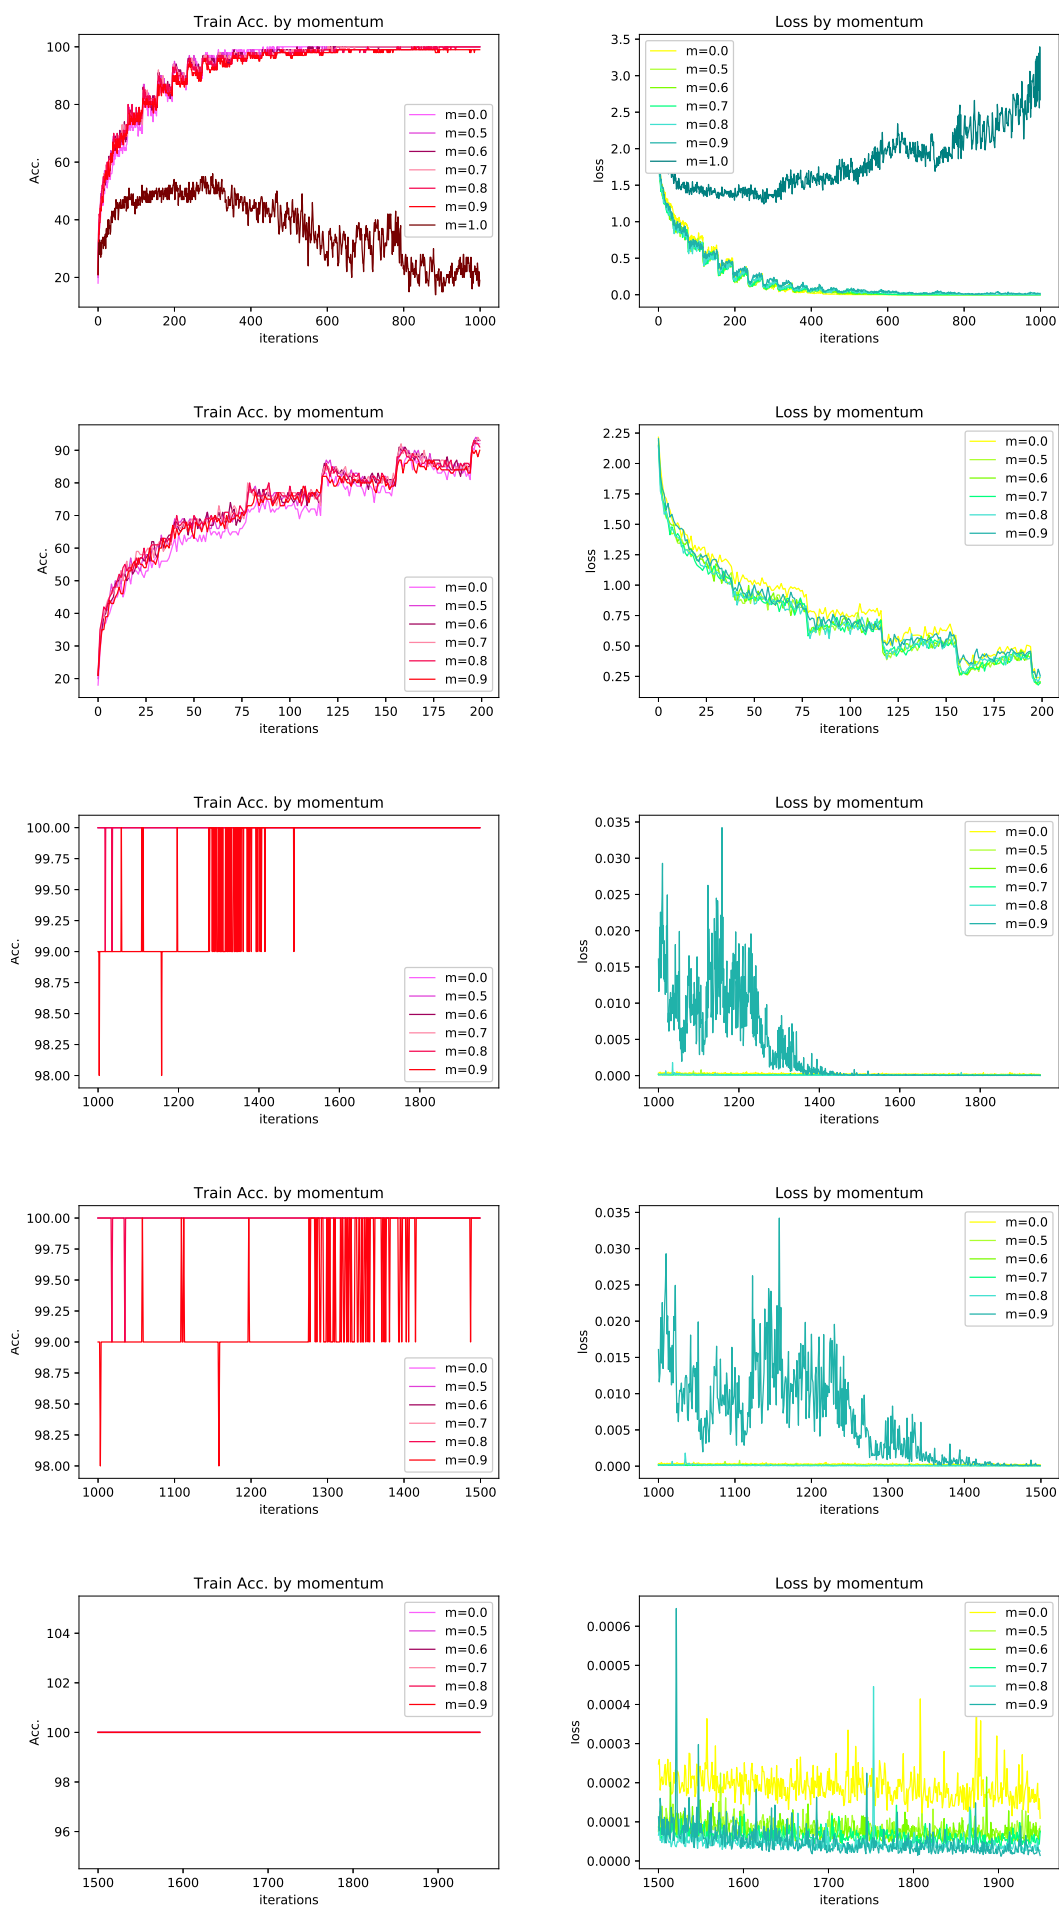 Train Acc. by momentum
Acc.
100
80
60
40
20
m=0.0
m=0.5
m=0.6
m=0.7
m=0.8
m=0.9
m=1.0
0 200 400 600 800 1000
iterations
Loss by momentum
loss
3.5
3.0
2.5
2.0
1.5
1.0
0.5
0.0
m=0.0
m=0.5
m=0.6
m=0.7
m=0.8
m=0.9
m=1.0
0 200 400 600 800 1000
iterations
Train Acc. by momentum
Acc.
90
80
70
60
50
40
30
20
m=0.0
m=0.5
m=0.6
m=0.7
m=0.8
m=0.9
0 25 50 75 100 125 150 175 200
iterations
Loss by momentum
loss
2.25
2.00
1.75
1.50
1.25
1.00
0.75
0.50
0.25
m=0.0
m=0.5
m=0.6
m=0.7
m=0.8
m=0.9
0 25 50 75 100 125 150 175 200
iterations
Train Acc. by momentum
Acc.
100.00
99.75
99.50
99.25
99.00
98.75
98.50
98.25
98.00
m=0.0
m=0.5
m=0.6
m=0.7
m=0.8
m=0.9
1000 1200 1400 1600 1800
iterations
Loss by momentum
loss
0.035
0.030
0.025
0.020
0.015
0.010
0.005
0.000
m=0.0
m=0.5
m=0.6
m=0.7
m=0.8
m=0.9
1000 1200 1400 1600 1800
iterations
Train Acc. by momentum
Acc.
100.00
99.75
99.50
99.25
99.00
98.75
98.50
98.25
98.00
m=0.0
m=0.5
m=0.6
m=0.7
m=0.8
m=0.9
1000 1100 1200 1300 1400 1500
iterations
Loss by momentum
loss
0.035
0.030
0.025
0.020
0.015
0.010
0.005
0.000
m=0.0
m=0.5
m=0.6
m=0.7
m=0.8
m=0.9
1000 1100 1200 1300 1400 1500
iterations
Train Acc. by momentum
Acc.
104
102
100
98
96
m=0.0
m=0.5
m=0.6
m=0.7
m=0.8
m=0.9
1500 1600 1700 1800 1900
iterations
Loss by momentum
loss
0.0006
0.0005
0.0004
0.0003
0.0002
0.0001
0.0000
m=0.0
m=0.5
m=0.6
m=0.7
m=0.8
m=0.9
1500 1600 1700 1800 1900
iterations